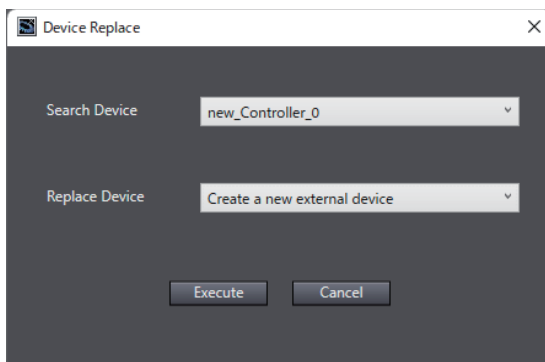 Device Replace
Search Device new_Controller_0
Replace Device Create a new external device
Execute Cancel